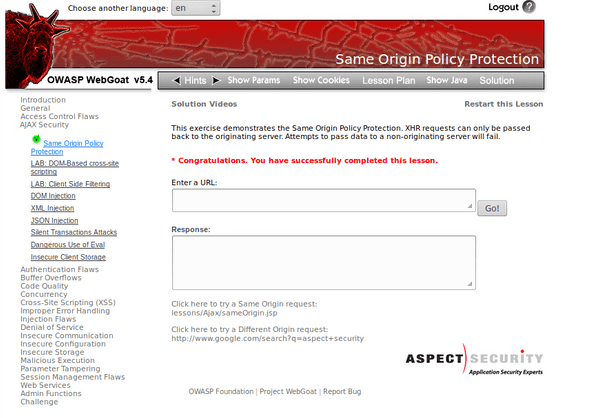 Choose another language: en
Logout ?
Same Origin Policy Protection
OWASP WebGoat v5.4
Hints
Show Params
Show Cookies
Lesson Plan
Show Java
Solution
Introduction
General
Access Control Flaws
AJAX Security
Same Origin Policy
Protection
LAB: DOM-Based cross-site
scripting
LAB: Client Side Filtering
DOM Injection
XML Injection
JSON Injection
Silent Transactions Attacks
Dangerous Use of Eval
Insecure Client Storage
Authentication Flaws
Buffer Overflows
Code Quality
Concurrency
Cross-Site Scripting (XSS)
Improper Error Handling
Injection Flaws
Denial of Service
Insecure Communication
Insecure Configuration
Insecure Storage
Malicious Execution
Parameter Tampering
Session Management Flaws
Web Services
Admin Functions
Challenge
Solution Videos
Restart this Lesson
This exercise demonstrates the Same Origin Policy Protection. XHR requests can only be passed
back to the originating server. Attempts to pass data to a non-originating server will fail.
* Congratulations. You have successfully completed this lesson.
Enter a URL:
Go!
Response:
Click here to try a Same Origin request:
lessons/Ajax/sameOrigin.jsp
Click here to try a Different Origin request:
http://www.google.com/search?q=aspect+security
ASPECT SECURITY
Application Security Experts
OWASP Foundation | Project WebGoat | Report Bug